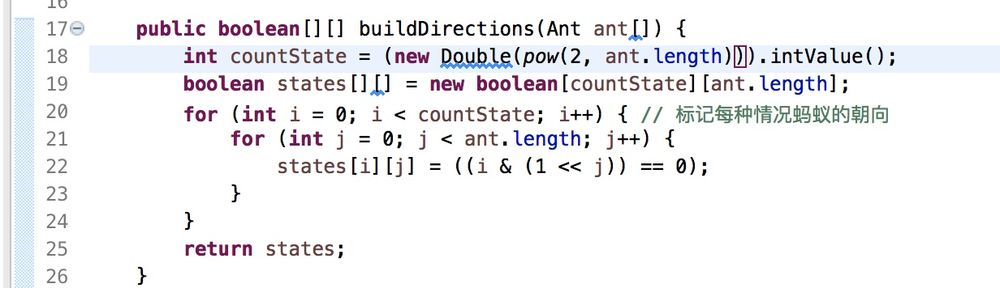 16
17 public boolean[][] buildDirections(Ant ant[]) {
18 int countState = (new Double(pow(2, ant.length))).intValue();
19 boolean states[][] = new boolean[countState][ant.length];
20 for (int i = 0; i < countState; i++) { // 标记每种情况蚂蚁的朝向
21 for (int j = 0; j < ant.length; j++) {
22 states[i][j] = ((i & (1 << j)) == 0);
23 }
24 }
25 return states;
26 }